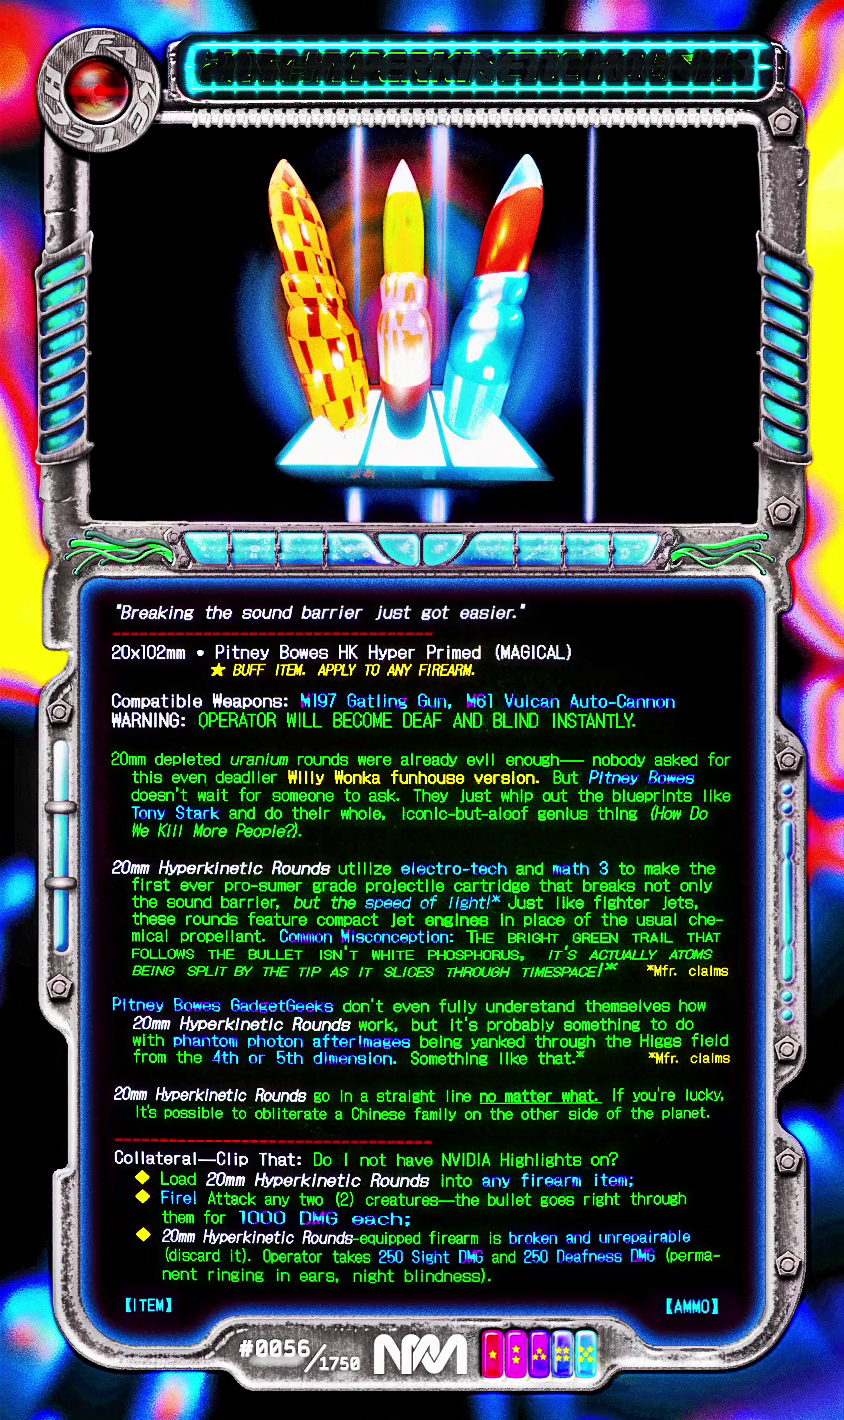 FAKE TECH
20MM HYPERKINETIC ROUNDS
"Breaking the sound barrier just got easier."
20x102mm • Pitney Bowes HK Hyper Primed (MAGICAL)
★ BUFF ITEM. APPLY TO ANY FIREARM.
Compatible Weapons: M197 Gatling Gun, M61 Vulcan Auto-Cannon
WARNING: OPERATOR WILL BECOME DEAF AND BLIND INSTANTLY.
20mm depleted uranium rounds were already evil enough—– nobody asked for
this even deadlier Willy Wonka funhouse version. But Pitney Bowes
doesn't wait for someone to ask. They just whip out the blueprints like
Tony Stark and do their whole, iconic-but-aloof genius thing (How Do
We Kill More People?).
20mm Hyperkinetic Rounds utilize electro-tech and math 3 to make the
first ever pro-sumer grade projectile cartridge that breaks not only
the sound barrier, but the speed of light!* Just like fighter jets,
these rounds feature compact jet engines in place of the usual che-
mical propellant. Common Misconception: THE BRIGHT GREEN TRAIL THAT
FOLLOWS THE BULLET ISN'T WHITE PHOSPHORUS, IT'S ACTUALLY ATOMS
BEING SPLIT BY THE TIP AS IT SLICES THROUGH TIMESPACE!* *Mfr. claims
Pitney Bowes GadgetGeeks don't even fully understand themselves how
20mm Hyperkinetic Rounds work, but it's probably something to do
with phantom photon afterimages being yanked through the Higgs field
from the 4th or 5th dimension. Something like that.* *Mfr. claims
20mm Hyperkinetic Rounds go in a straight line no matter what. If you're lucky,
it's possible to obliterate a Chinese family on the other side of the planet.
Collateral—Clip That: Do I not have NVIDIA Highlights on?
Load 20mm Hyperkinetic Rounds into any firearm item;
Fire! Attack any two (2) creatures—the bullet goes right through
them for 1000 DMG each;
20mm Hyperkinetic Rounds-equipped firearm is broken and unrepairable
(discard it). Operator takes 250 Sight DMG and 250 Deafness DMG (perma-
nent ringing in ears, night blindness).
【ITEM】 【AMMO】
#0056/1750 NPM